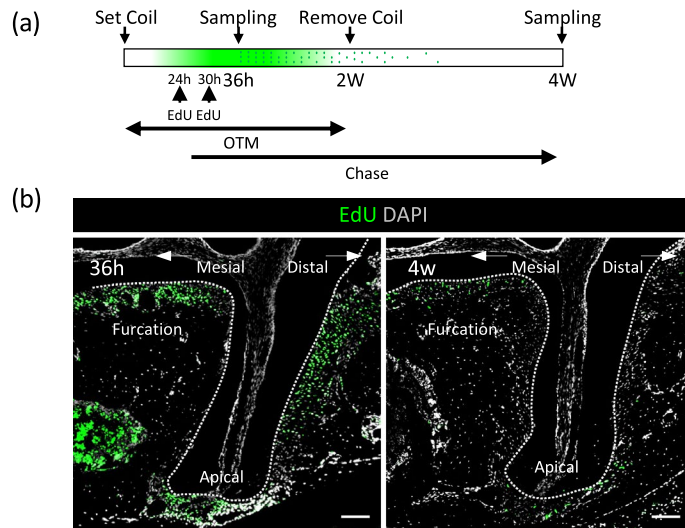 (a)
Set Coil Sampling Remove Coil Sampling
24h 30h 36h 2W 4W
EdU EdU
OTM
Chase
(b)
EdU DAPI
36h Mesial Distal
Furcation
Apical
4w Mesial Distal
Furcation
Apical